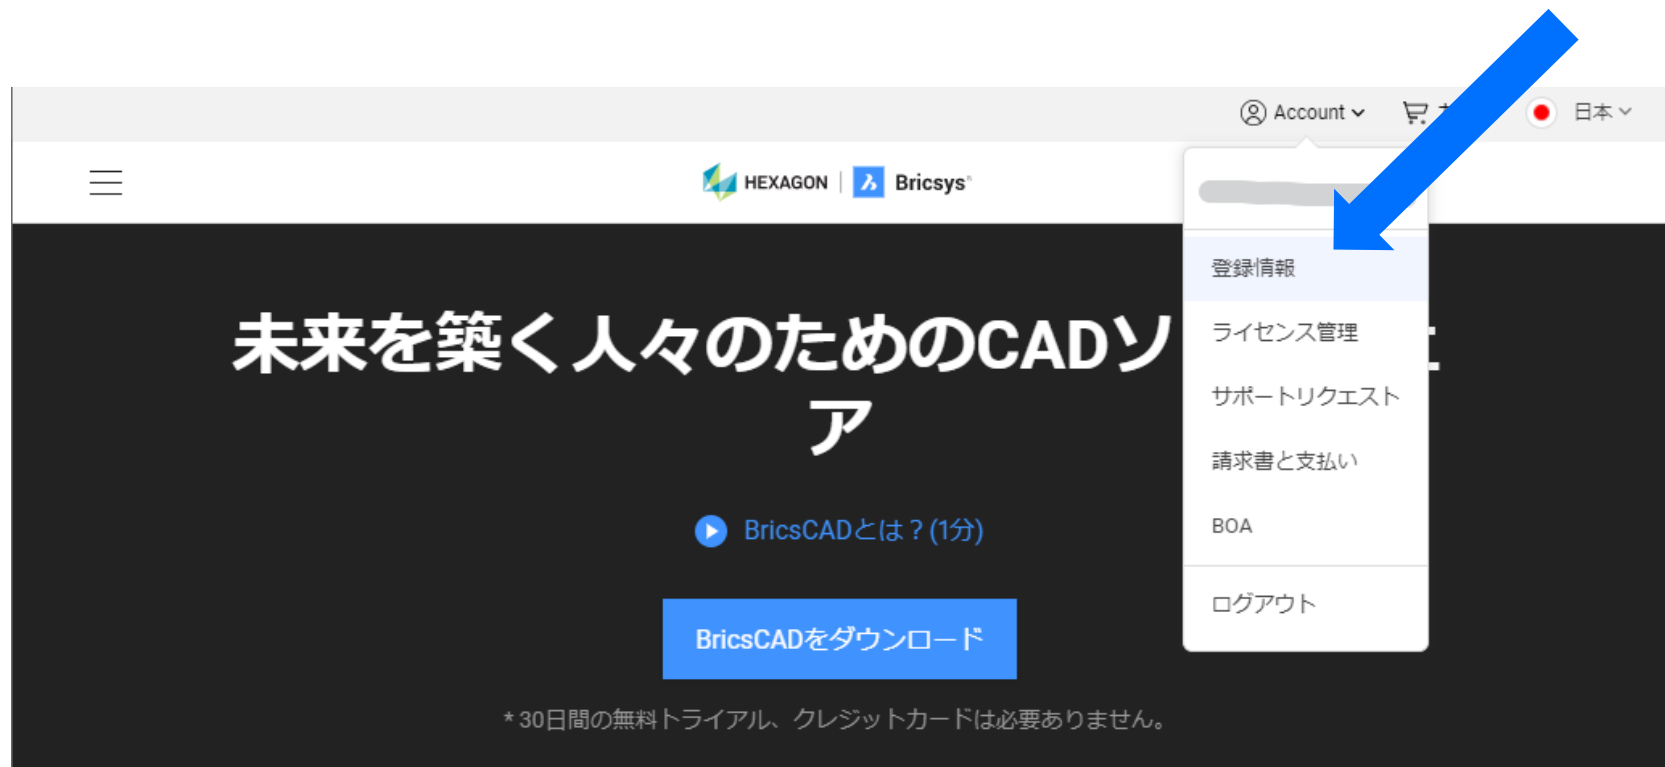 Account
日本
HEXAGON | Bricsys®
登録情報
ライセンス管理
サポートリクエスト
請求書と支払い
BOA
ログアウト
未来を築く人々のためのCADソ
ア
BricsCADとは？(1分)
BricsCADをダウンロード
* 30日間の無料トライアル、クレジットカードは必要ありません。